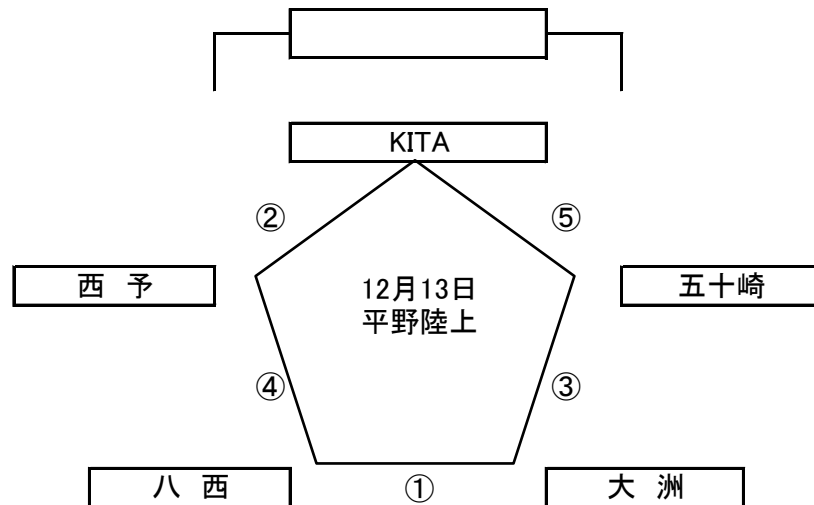 KITA
②
⑤
西 予
12月13日
平野陸上
五十崎
④
③
八 西
①
大 洲